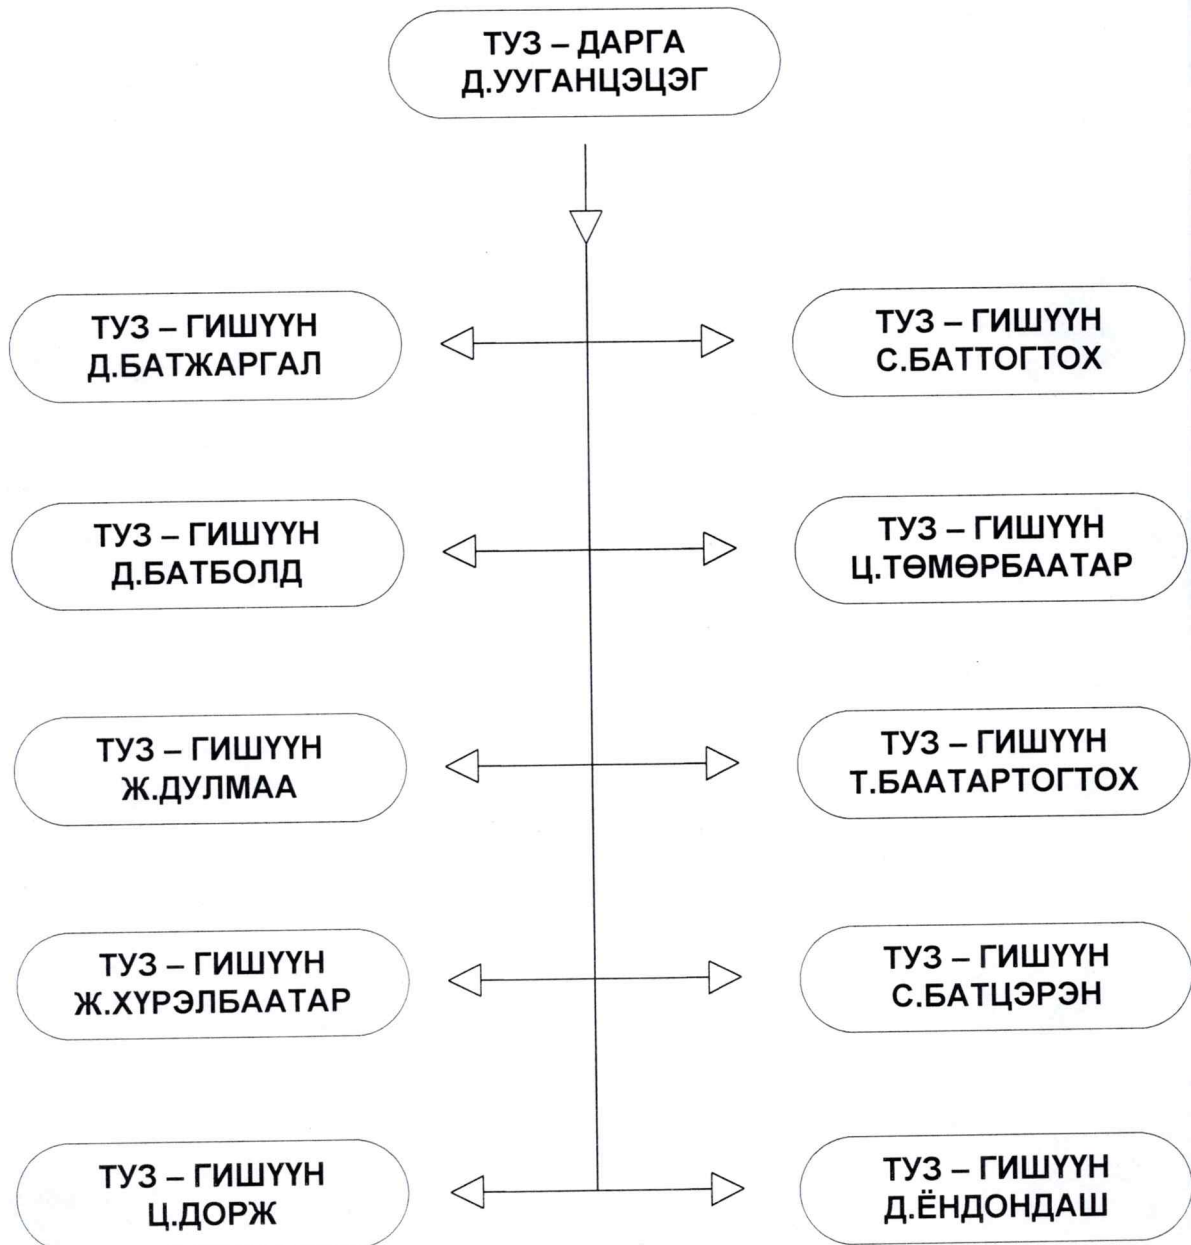 ТУЗ – ДАРГА
Д.УУГАНЦЭЦЭГ
ТУЗ – ГИШҮҮН
Д.БАТЖАРГАЛ
ТУЗ – ГИШҮҮН
С.БАТТОГТОХ
ТУЗ – ГИШҮҮН
Д.БАТБОЛД
ТУЗ – ГИШҮҮН
Ц.ТӨМӨРБААТАР
ТУЗ – ГИШҮҮН
Ж.ДУЛМАА
ТУЗ – ГИШҮҮН
Т.БААТАРТОГТОХ
ТУЗ – ГИШҮҮН
Ж.ХҮРЭЛБААТАР
ТУЗ – ГИШҮҮН
С.БАТЦЭРЭН
ТУЗ – ГИШҮҮН
Ц.ДОРЖ
ТУЗ – ГИШҮҮН
Д.ЁНДОНДАШ